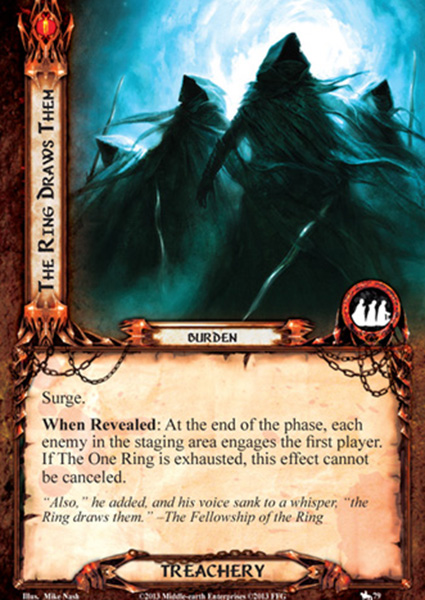 The Ring Draws Them
Burden
Surge.
When Revealed: At the end of the phase, each
enemy in the staging area engages the first player.
If The One Ring is exhausted, this effect cannot
be canceled.
“Also,” he added, and his voice sank to a whisper, “the
Ring draws them.” –The Fellowship of the Ring
Treachery
Illus. Mike Nash
©2013 Middle-earth Enterprises ©2013 FFG
79